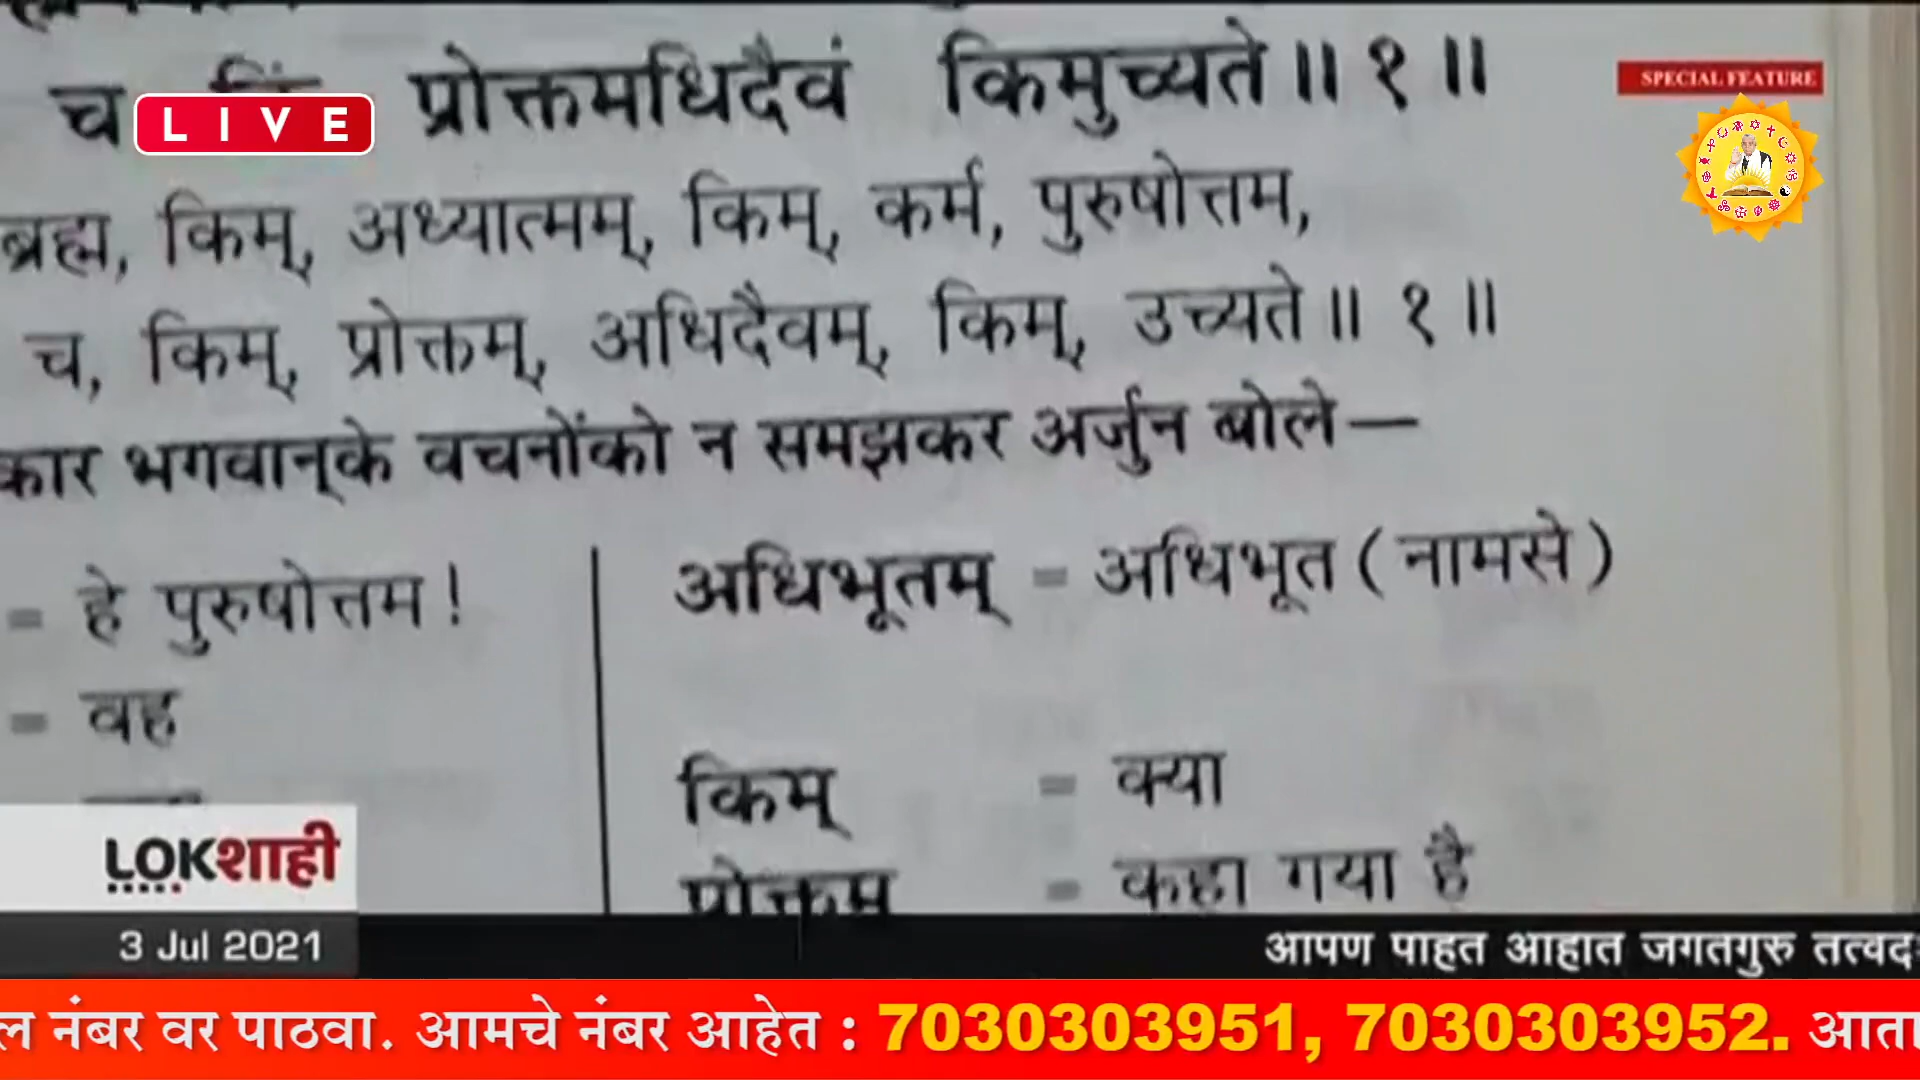 च प्रोक्तमधिदैवं किमुच्यते॥ १ ॥
LIVE
SPECIAL FEATURE
ब्रह्म, किम्, अध्यात्मम्, किम्, कर्म, पुरुषोत्तम,
च, किम्, प्रोक्तम्, अधिदैवम्, किम्, उच्यते॥ १ ॥
कार भगवान्के वचनोंको न समझकर अर्जुन बोले—
= हे पुरुषोत्तम! अधिभूतम् = अधिभूत (नामसे)
= वह
किम् = क्या
= कहा गया है
LOKशाही
3 Jul 2021
आपण पाहत आहात जगतगुरु तत्वद
ल नंबर वर पाठवा. आमचे नंबर आहेत : 7030303951, 7030303952. आता